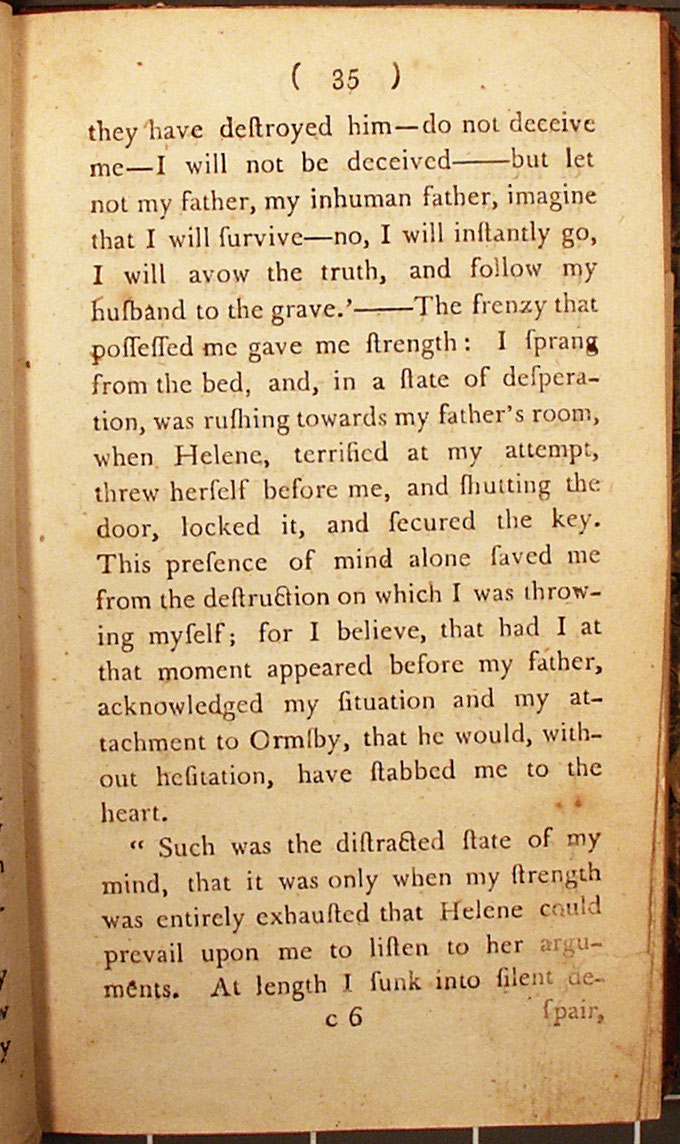 ( 35 )
they have deſtroyed him—do not deceive
me—I will not be deceived——but let
not my father, my inhuman father, imagine
that I will ſurvive—no, I will inſtantly go,
I will avow the truth, and follow my
huſband to the grave.’——The frenzy that
poſſeſſed me gave me ſtrength: I ſprang
from the bed, and, in a ſtate of deſpera-
tion, was ruſhing towards my father's room,
when Helene, terrified at my attempt,
threw herſelf before me, and ſhutting the
door, locked it, and ſecured the key.
This preſence of mind alone ſaved me
from the deſtruction on which I was throw-
ing myſelf; for I believe, that had I at
that moment appeared before my father,
acknowledged my ſituation and my at-
tachment to Ormſby, that he would, with-
out heſitation, have ſtabbed me to the
heart.
“ Such was the diſtracted ſtate of my
mind, that it was only when my ſtrength
was entirely exhauſted that Helene could
prevail upon me to liſten to her argu-
ments. At length I ſunk into ſilent de-
c 6 ſpair,